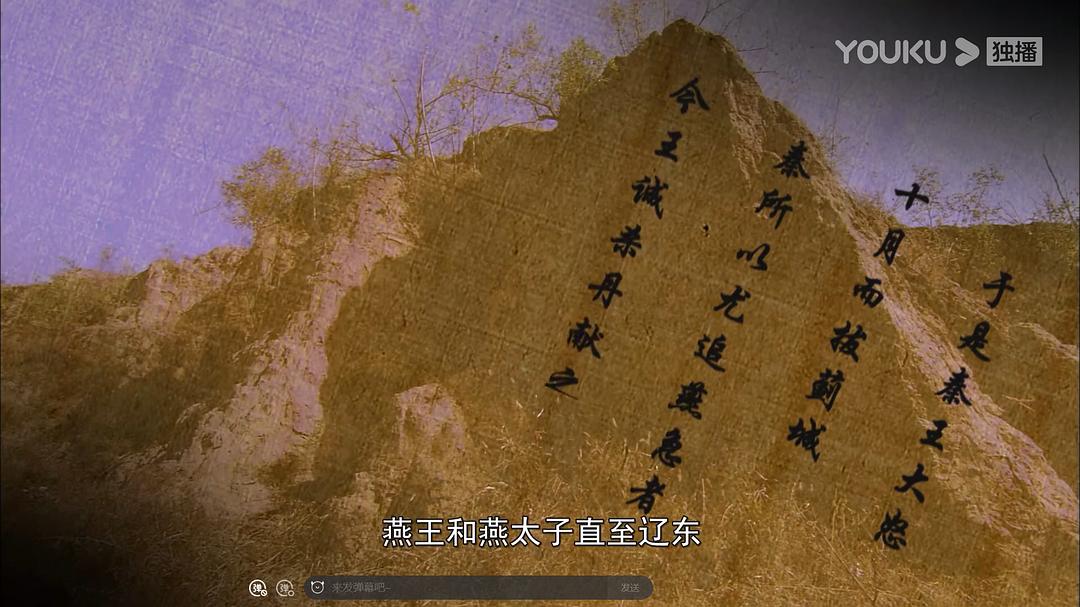 YOUKU 独播
于是秦王大怒
十月而拔蓟城
秦所以尤追燕急者
今王诚杀丹献之
燕王和燕太子直至辽东
弹 弹 来发弹幕吧~ 发送